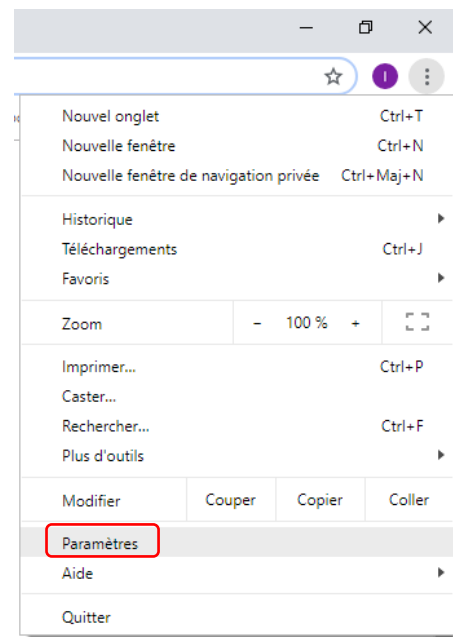 I
Nouvel onglet Ctrl+T
Nouvelle fenêtre Ctrl+N
Nouvelle fenêtre de navigation privée Ctrl+Maj+N
Historique
Téléchargements Ctrl+J
Favoris
Zoom - 100 % +
Imprimer... Ctrl+P
Caster...
Rechercher... Ctrl+F
Plus d'outils
Modifier Couper Copier Coller
Paramètres
Aide
Quitter